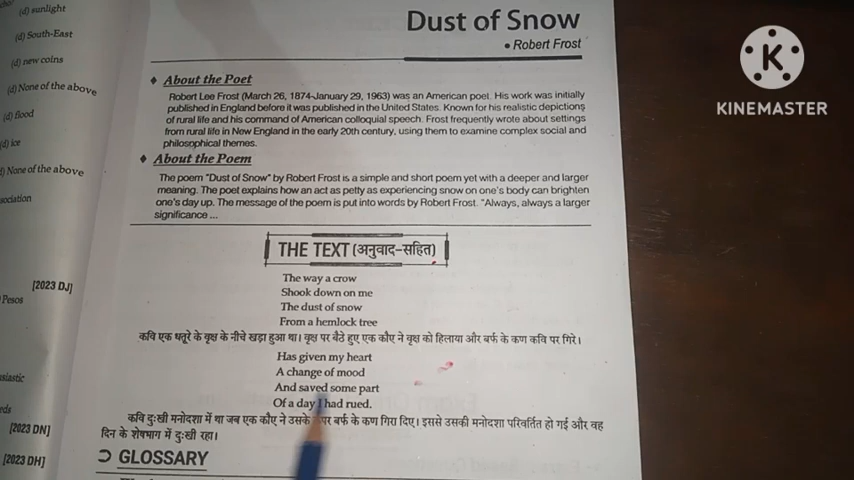 (d) sunlight
(d) South-East
(d) new coins
(d) None of the above
(d) flood
(d) ice
None of the above
[2023 DJ]
Pesos
[2023 DN]
[2023 DH]
Dust of Snow
• Robert Frost
About the Poet
Robert Lee Frost (March 26, 1874-January 29, 1963) was an American poet. His work was initially
published in England before it was published in the United States. Known for his realistic depictions
of rural life and his command of American colloquial speech. Frost frequently wrote about settings
from rural life in New England in the early 20th century, using them to examine complex social and
philosophical themes.
About the Poem
The poem "Dust of Snow" by Robert Frost is a simple and short poem yet with a deeper and larger
meaning. The poet explains how an act as petty as experiencing snow on one's body can brighten
one's day up. The message of the poem is put into words by Robert Frost. "Always, always a larger
significance ...
THE TEXT (अनुवाद-सहित)
The way a crow
Shook down on me
The dust of snow
From a hemlock tree
कवि एक धतूरे के वृक्ष के नीचे खड़ा हुआ था। वृक्ष पर बैठे हुए एक कौए ने वृक्ष को हिलाया और बर्फ के कण कवि पर गिरे।
Has given my heart
A change of mood
And saved some part
Of a day I had rued.
कवि दुःखी मनोदशा में था जब एक कौए ने उसके पर बर्फ के कण गिरा दिए। इससे उसकी मनोदशा परिवर्तित हो गई और वह
दिन के शेषभाग में दुःखी रहा।
GLOSSARY
K
KINEMASTER